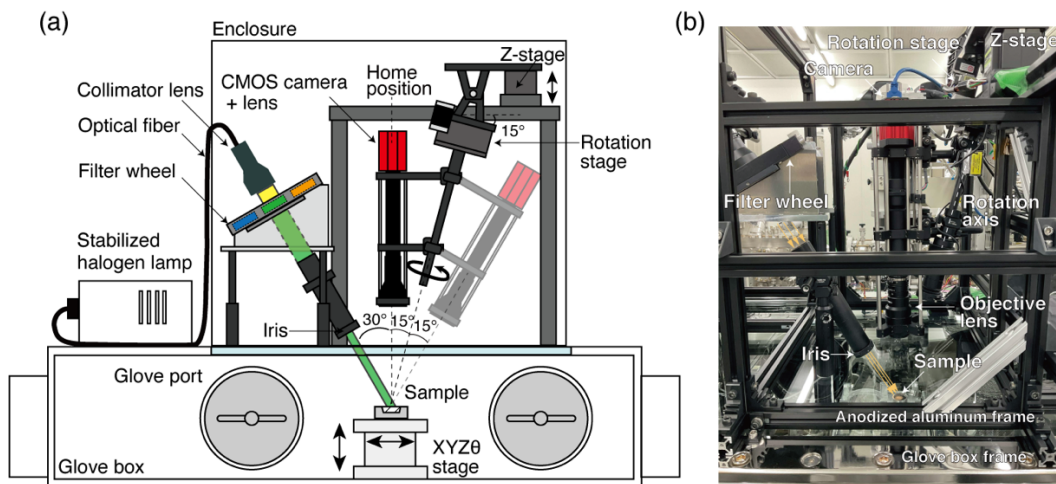 (a)
Enclosure
Z-stage
CMOS camera
+ lens
Home
position
Collimator lens
Optical fiber
15°
Rotation
stage
Filter wheel
Stabilized
halogen lamp
Iris
30°
15°
15°
Glove port
Sample
XYZθ
stage
Glove box
(b)
Rotation stage
Z-stage
Camera
Filter wheel
Rotation
axis
Objective
lens
Iris
Sample
Anodized aluminum frame
Glove box frame